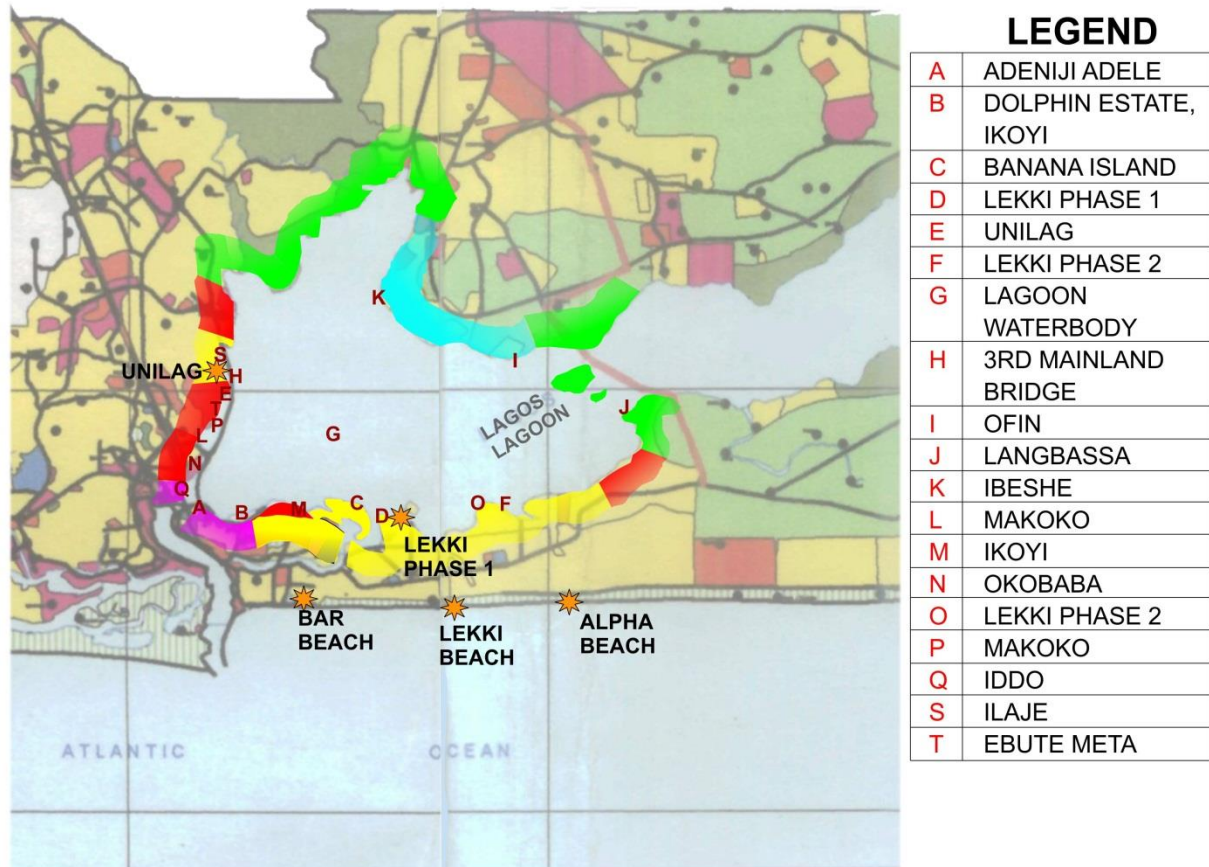 LEGEND
A ADENIJI ADELE
B DOLPHIN ESTATE,
IKOYI
C BANANA ISLAND
D LEKKI PHASE 1
E UNILAG
F LEKKI PHASE 2
G LAGOON
WATERBODY
H 3RD MAINLAND
BRIDGE
I OFIN
J LANGBASSA
K IBESHE
L MAKOKO
M IKOYI
N OKOBABA
O LEKKI PHASE 2
P MAKOKO
Q IDDO
S ILAJE
T EBUTE META
K
S
I
UNILAG
H
E
T
J
P
LAGOS
LAGOON
L
G
N
Q
A
B
M
C
D
O
F
LEKKI
PHASE 1
BAR
BEACH
LEKKI
BEACH
ALPHA
BEACH
ATLANTIC OCEAN